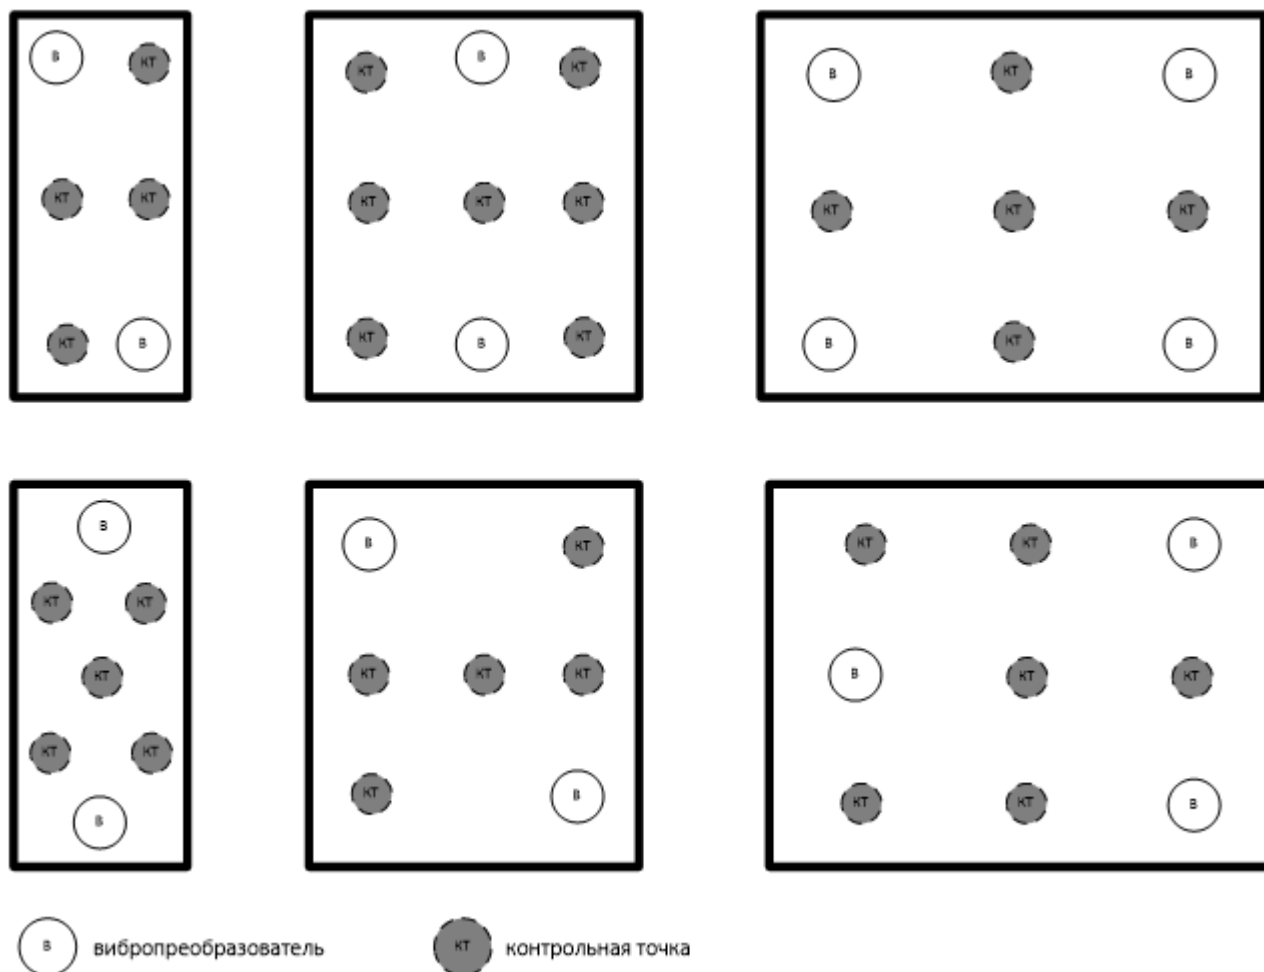 В КТ
КТ КТ
КТ В
КТ В КТ
КТ КТ КТ
КТ В КТ
В КТ В
КТ КТ КТ
В КТ В
В
КТ КТ
КТ
КТ КТ
В
В КТ
КТ КТ КТ
КТ В
КТ КТ В
В КТ КТ
КТ КТ В
В вибропреобразователь
КТ контрольная точка